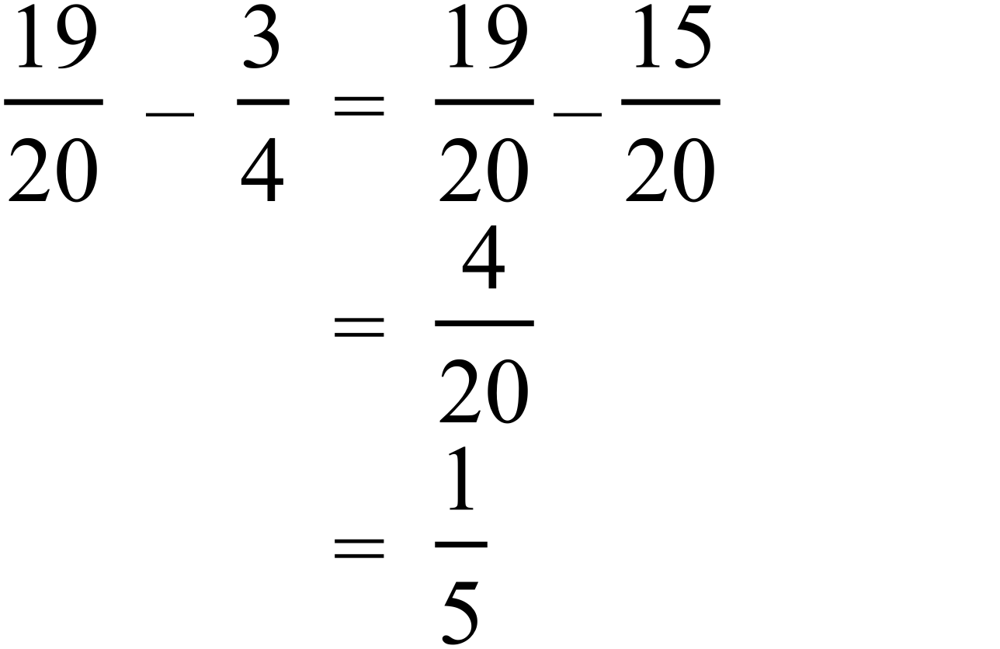 19/20 − 3/4 = 19/20 − 15/20
= 4/20
= 1/5